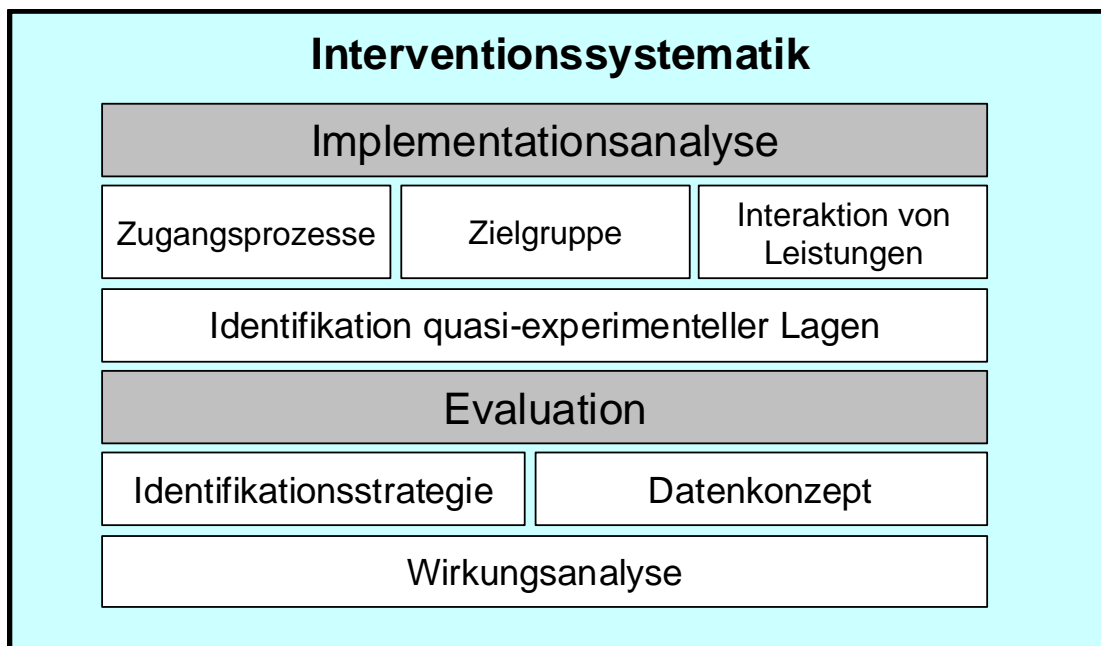 Interventionssystematik
Implementationsanalyse
Zugangsprozesse
Zielgruppe
Interaktion von
Leistungen
Identifikation quasi-experimenteller Lagen
Evaluation
Identifikationsstrategie
Datenkonzept
Wirkungsanalyse